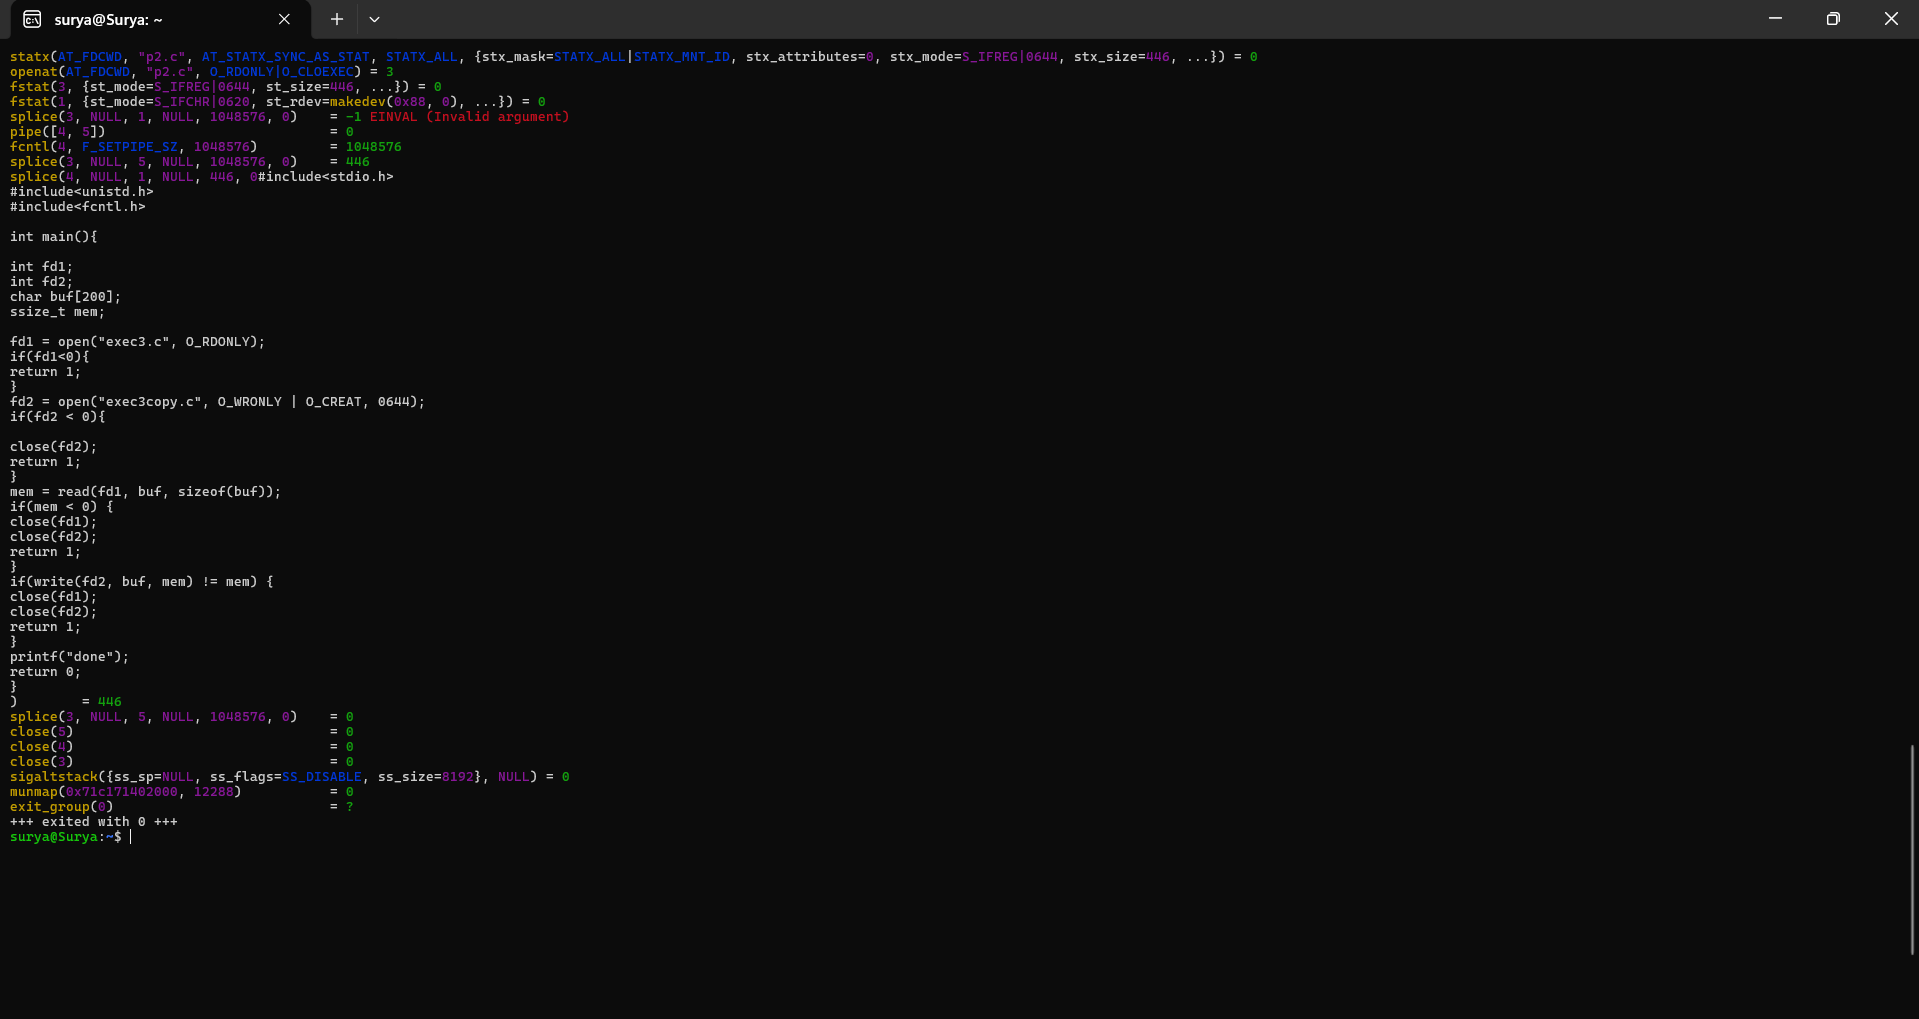 surya@Surya: ~
statx(AT_FDCWD, "p2.c", AT_STATX_SYNC_AS_STAT, STATX_ALL, {stx_mask=STATX_ALL|STATX_MNT_ID, stx_attributes=0, stx_mode=S_IFREG|0644, stx_size=446, ...}) = 0
openat(AT_FDCWD, "p2.c", O_RDONLY|O_CLOEXEC) = 3
fstat(3, {st_mode=S_IFREG|0644, st_size=446, ...}) = 0
fstat(1, {st_mode=S_IFCHR|0620, st_rdev=makedev(0x88, 0), ...}) = 0
splice(3, NULL, 1, NULL, 1048576, 0)    = -1 EINVAL (Invalid argument)
pipe([4, 5])                            = 0
fcntl(4, F_SETPIPE_SZ, 1048576)         = 1048576
splice(3, NULL, 5, NULL, 1048576, 0)    = 446
splice(4, NULL, 1, NULL, 446, 0#include<stdio.h>
#include<unistd.h>
#include<fcntl.h>
int main(){
int fd1;
int fd2;
char buf[200];
ssize_t mem;
fd1 = open("exec3.c", O_RDONLY);
if(fd1<0){
return 1;
}
fd2 = open("exec3copy.c", O_WRONLY | O_CREAT, 0644);
if(fd2 < 0){
close(fd2);
return 1;
}
mem = read(fd1, buf, sizeof(buf));
if(mem < 0) {
close(fd1);
close(fd2);
return 1;
}
if(write(fd2, buf, mem) != mem) {
close(fd1);
close(fd2);
return 1;
}
printf("done");
return 0;
}
)        = 446
splice(3, NULL, 5, NULL, 1048576, 0)    = 0
close(5)                                = 0
close(4)                                = 0
close(3)                                = 0
sigaltstack({ss_sp=NULL, ss_flags=SS_DISABLE, ss_size=8192}, NULL) = 0
munmap(0x71c171402000, 12288)           = 0
exit_group(0)                           = ?
+++ exited with 0 +++
surya@Surya:~$